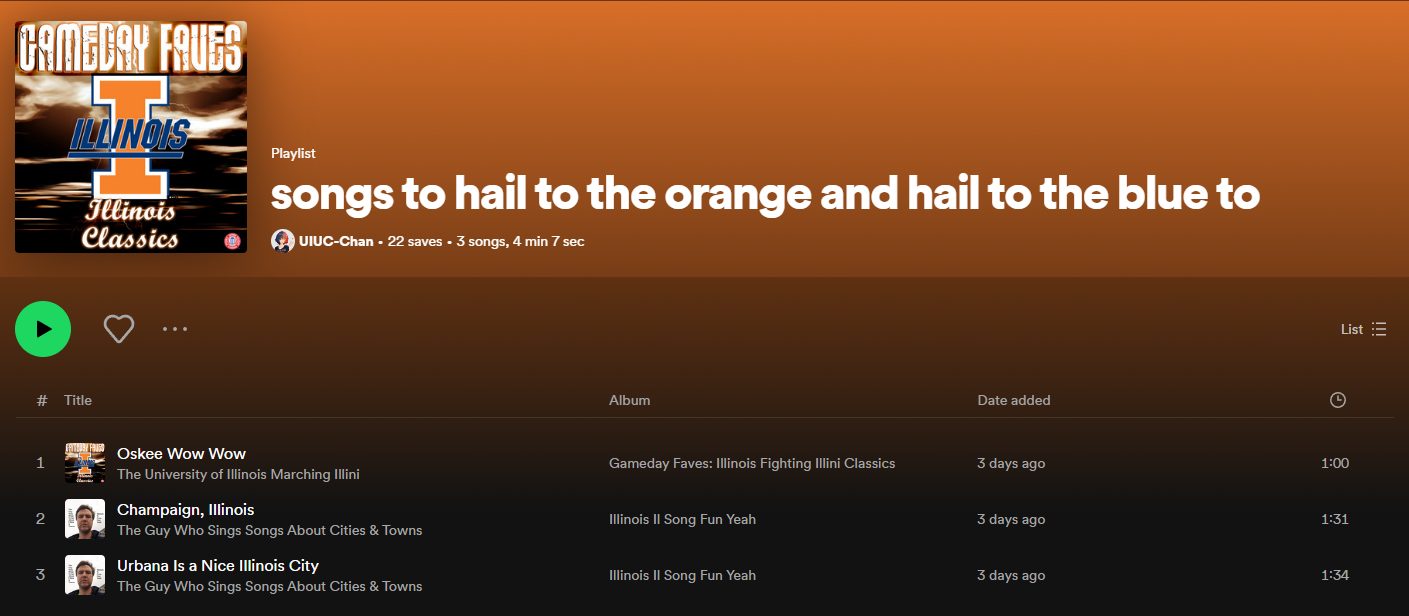 GAMEDAY FAVES
ILLINOIS
Illinois
Classics
Playlist
songs to hail to the orange and hail to the blue to
UIUC-Chan • 22 saves • 3 songs, 4 min 7 sec
List
# Title Album Date added
1 Oskee Wow Wow Gameday Faves: Illinois Fighting Illini Classics 3 days ago 1:00
The University of Illinois Marching Illini
2 Champaign, Illinois Illinois Il Song Fun Yeah 3 days ago 1:31
The Guy Who Sings Songs About Cities & Towns
3 Urbana Is a Nice Illinois City Illinois Il Song Fun Yeah 3 days ago 1:34
The Guy Who Sings Songs About Cities & Towns